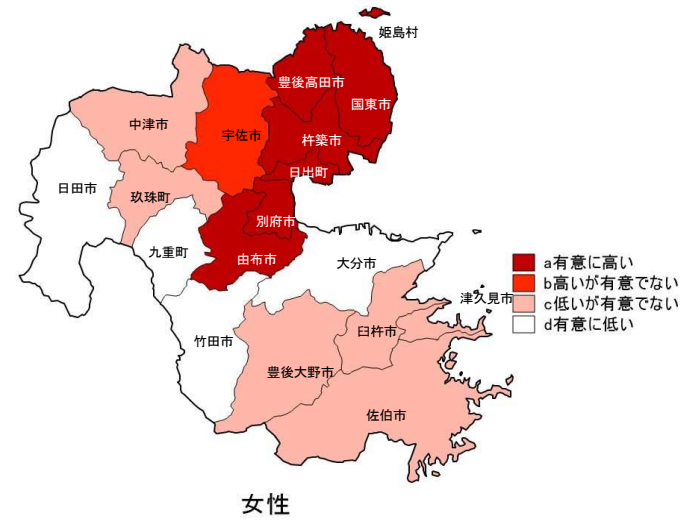 姫島村
豊後高田市
国東市
中津市
宇佐市
杵築市
日出町
日田市
玖珠町
別府市
九重町
由布市
大分市
a有意に高い
b高いが有意でない
c低いが有意でない
d有意に低い
津久見市
臼杵市
竹田市
豊後大野市
佐伯市
女性